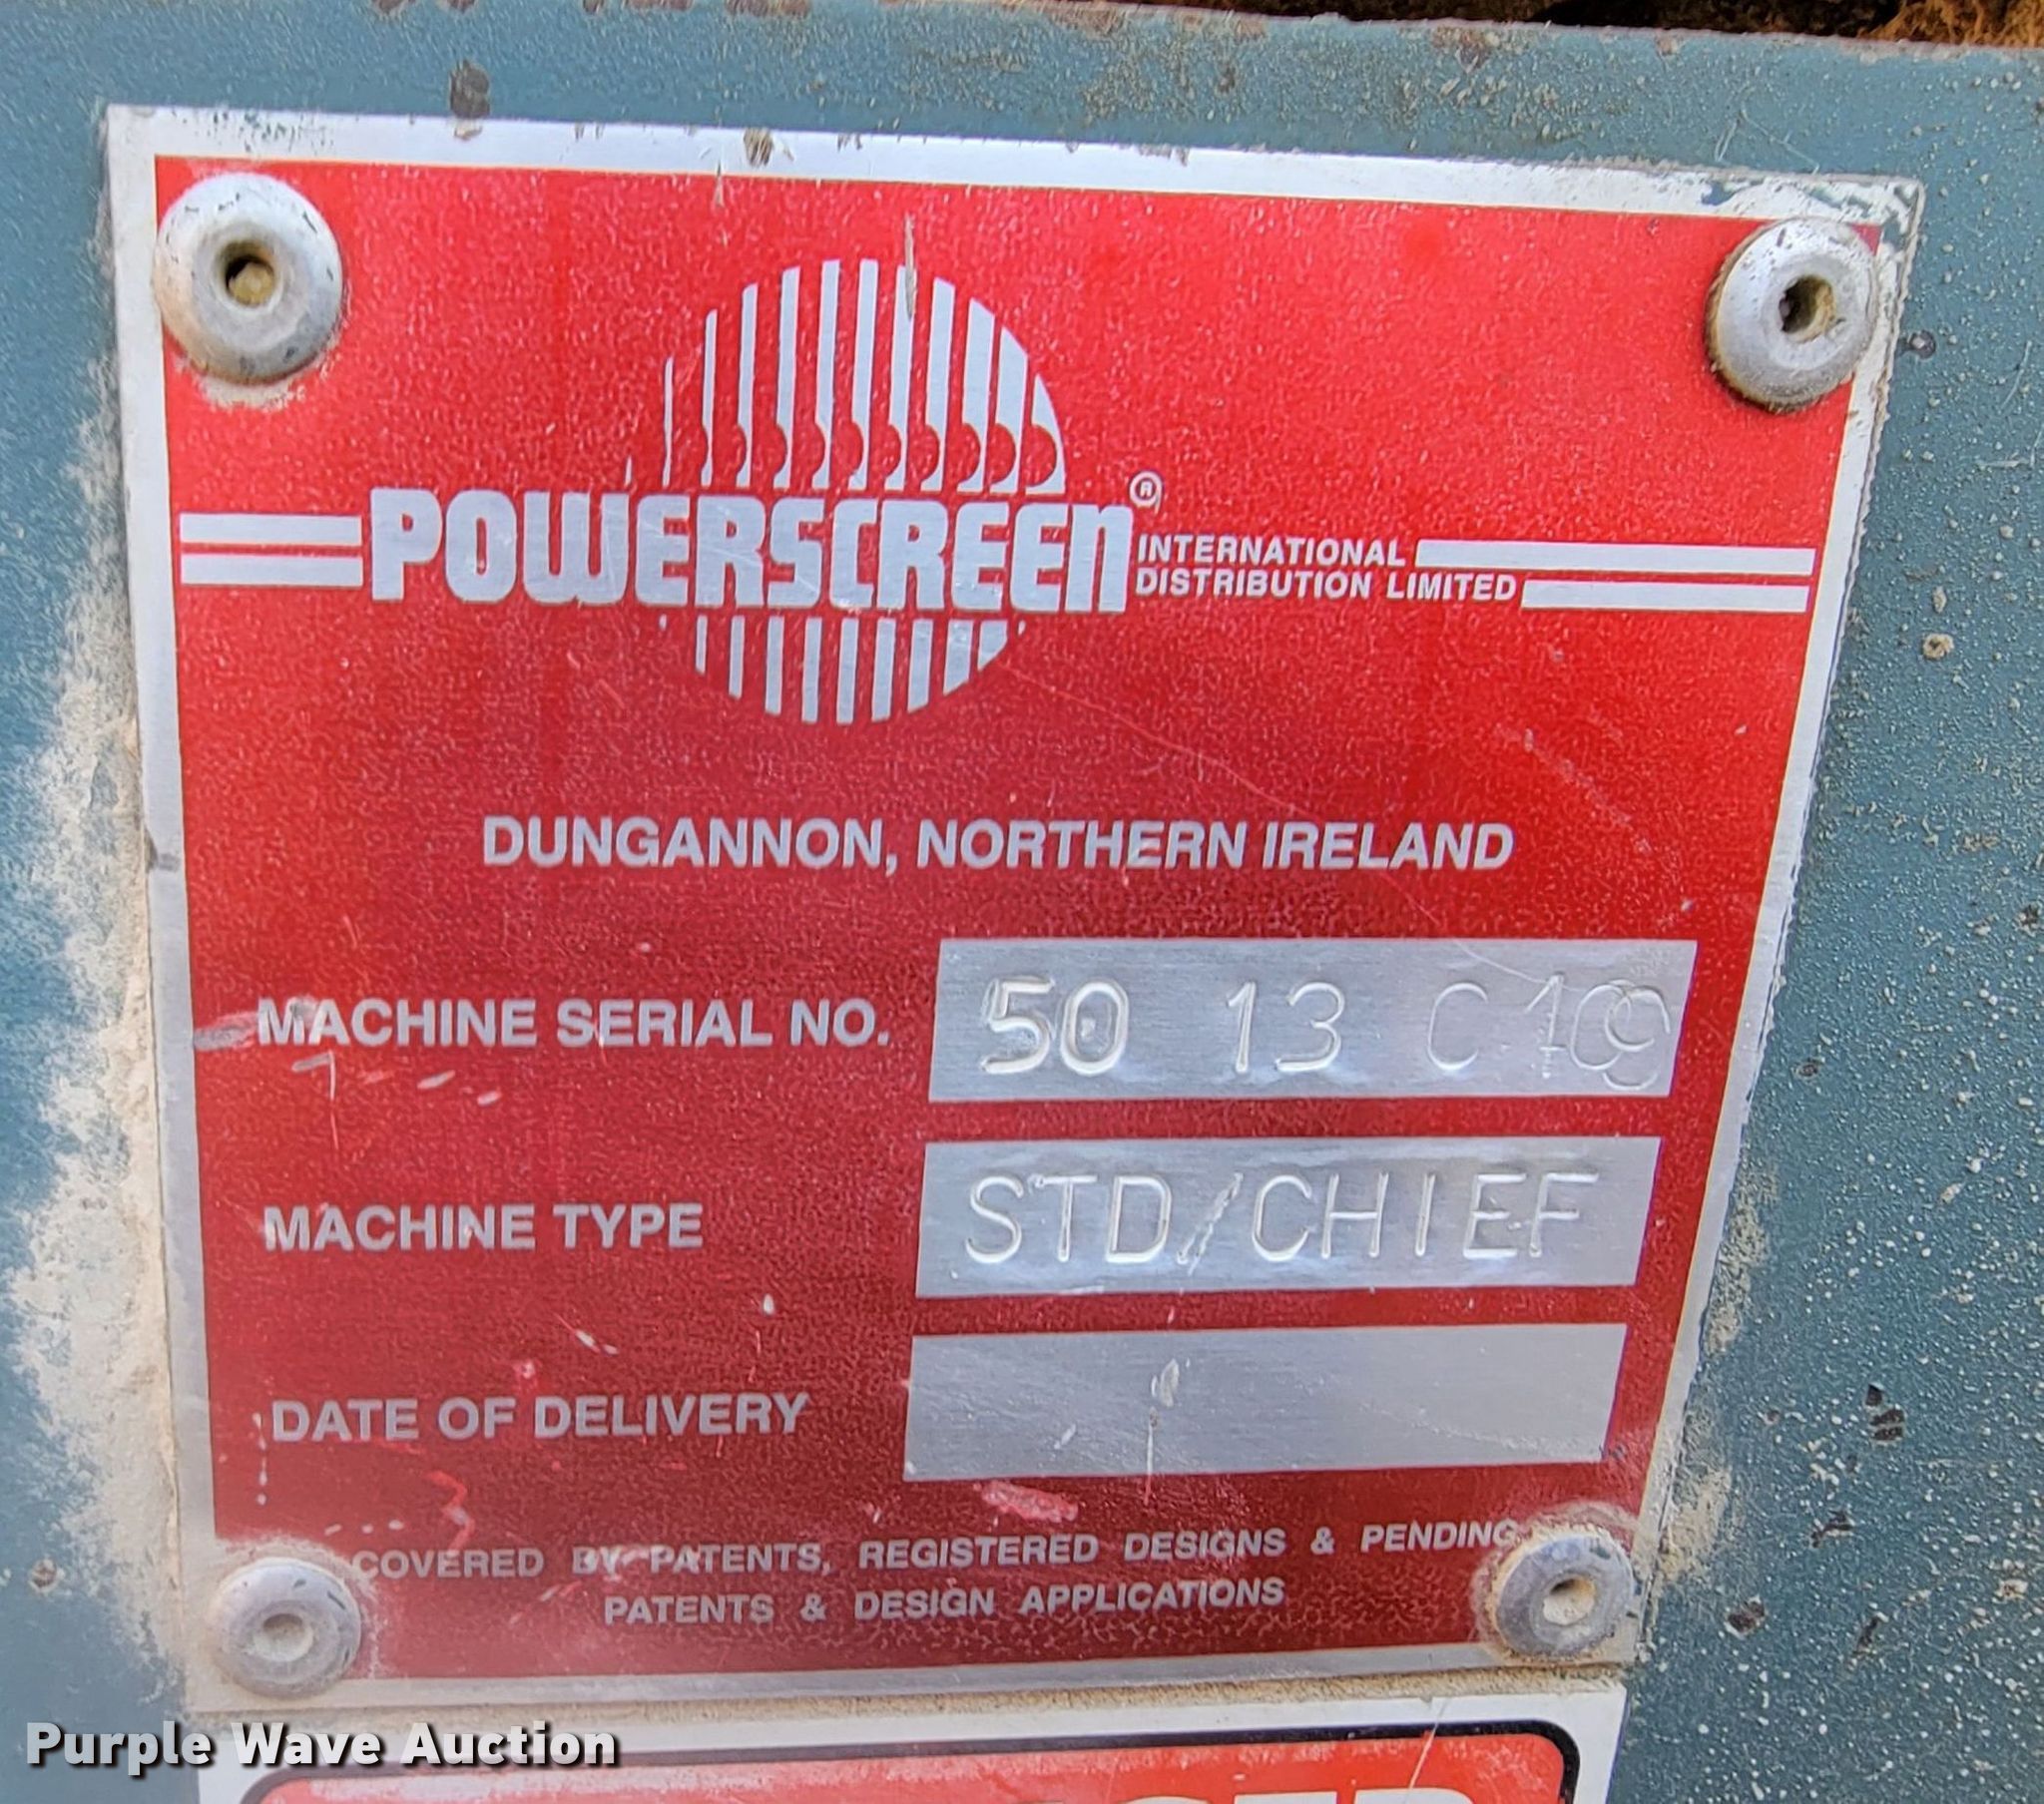 POWERSCREEN® INTERNATIONAL
DISTRIBUTION LIMITED
DUNGANNON, NORTHERN IRELAND
MACHINE SERIAL NO. 50 13 C
MACHINE TYPE STD/CHIEF
DATE OF DELIVERY
COVERED BY PATENTS, REGISTERED DESIGNS & PENDING
PATENTS & DESIGN APPLICATIONS
Purple Wave Auction